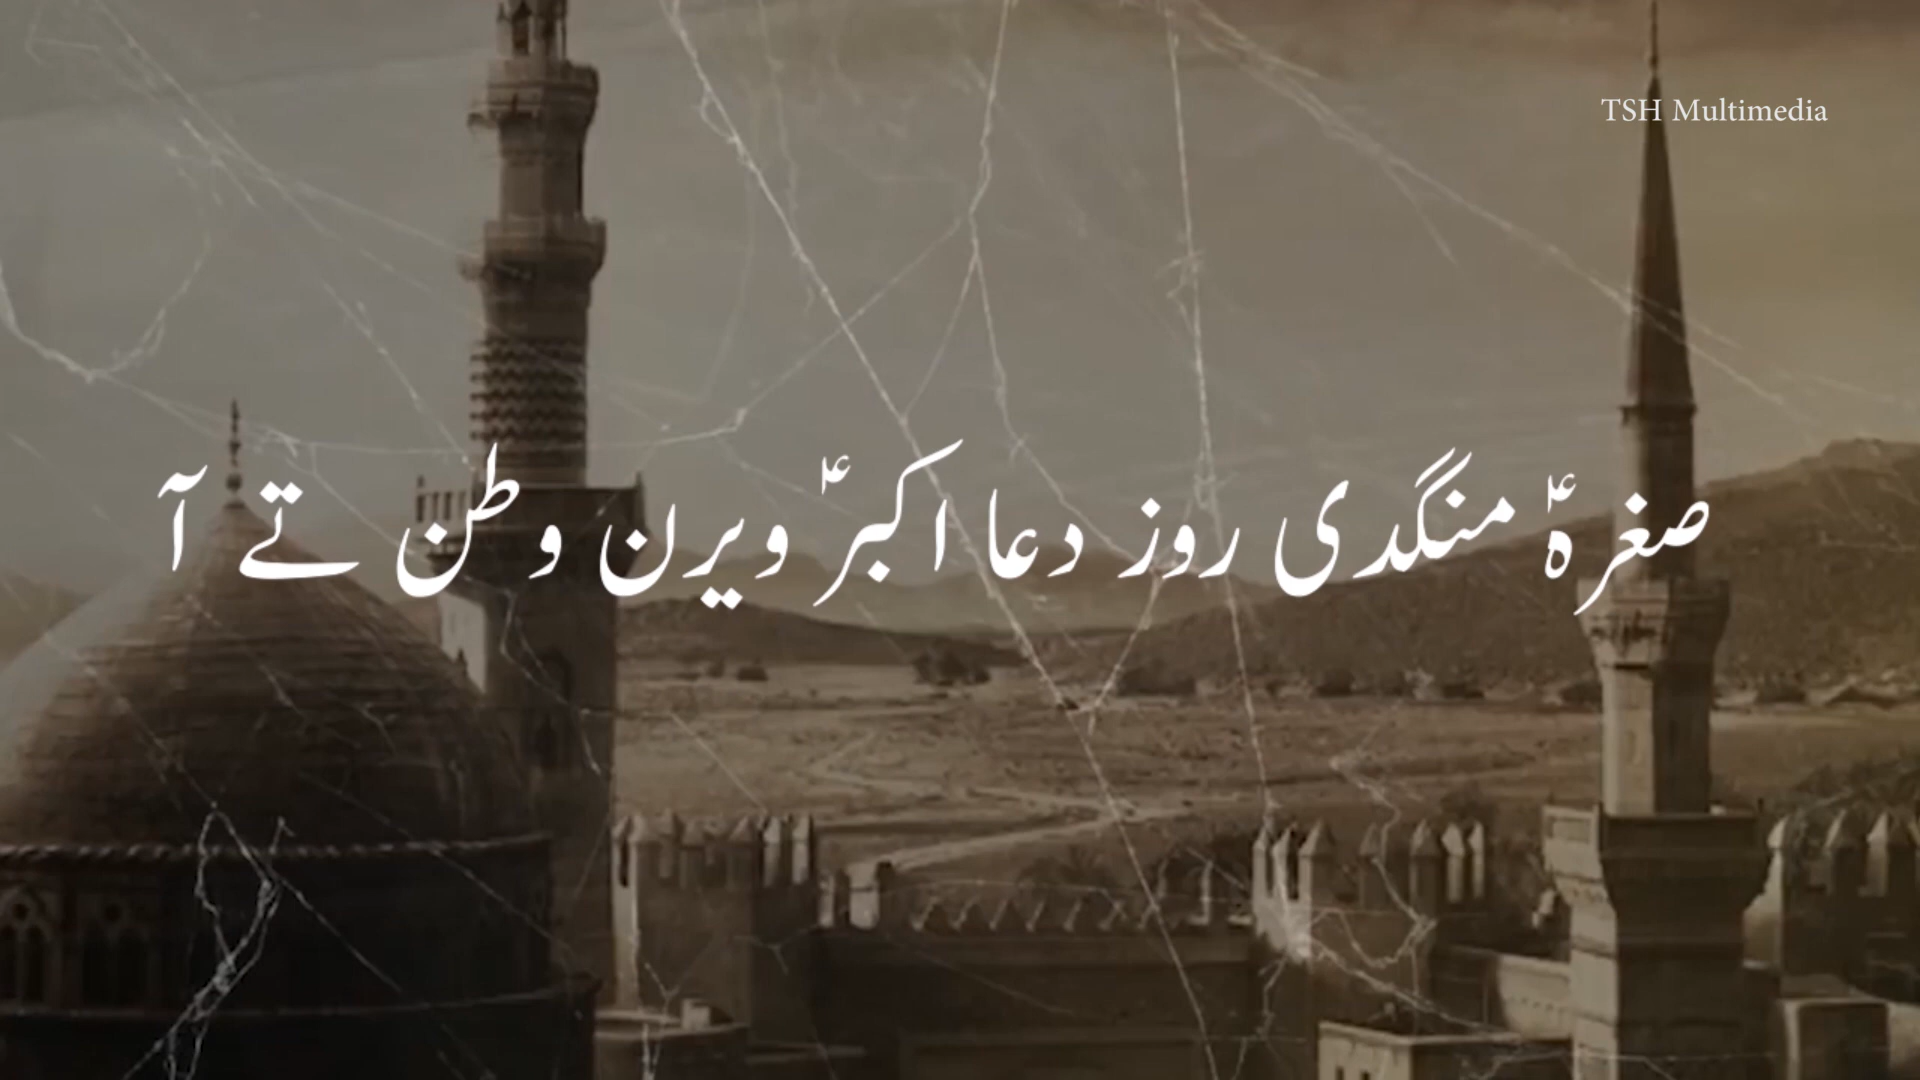 TSH Multimedia
صغرہؑ منگدی روز دعا اکبرؑ ویرن وطن تے آ